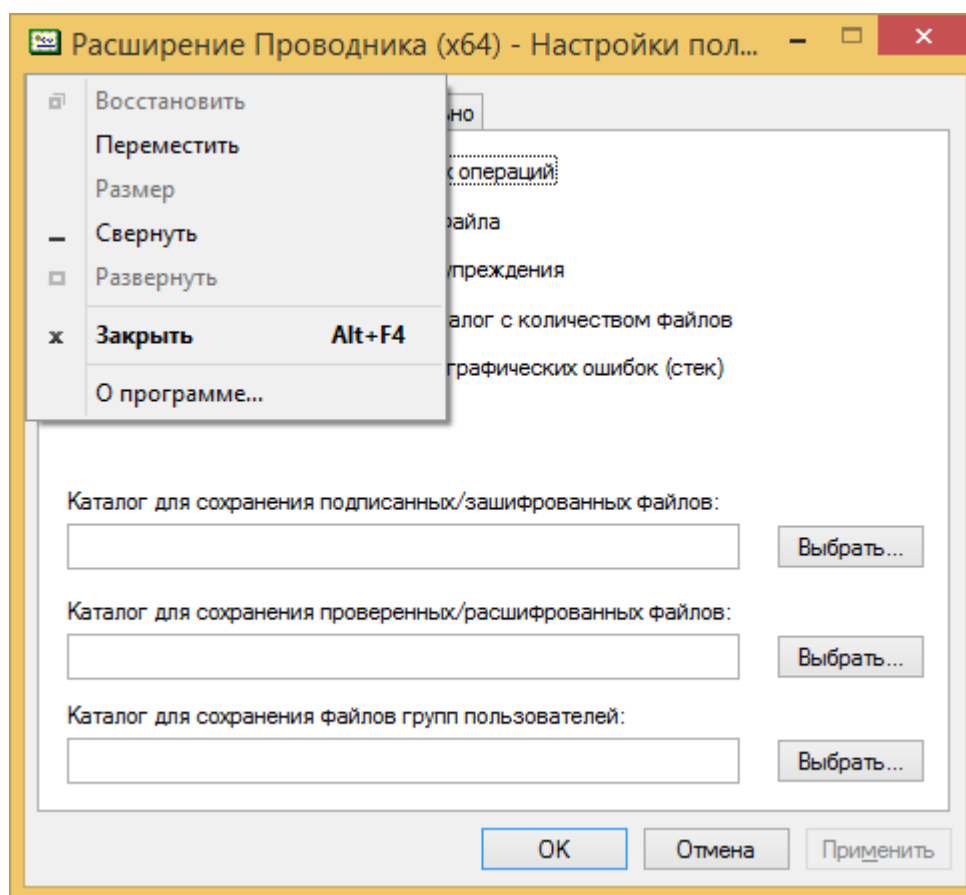 Расширение Проводника (x64) - Настройки пол...
Восстановить
Переместить
Размер
Свернуть
Развернуть
Закрыть Alt+F4
О программе...
ьно
операций
файла
упреждения
алог с количеством файлов
графических ошибок (стек)
Каталог для сохранения подписанных/зашифрованных файлов:
Выбрать...
Каталог для сохранения проверенных/расшифрованных файлов:
Выбрать...
Каталог для сохранения файлов групп пользователей:
Выбрать...
OK Отмена Применить